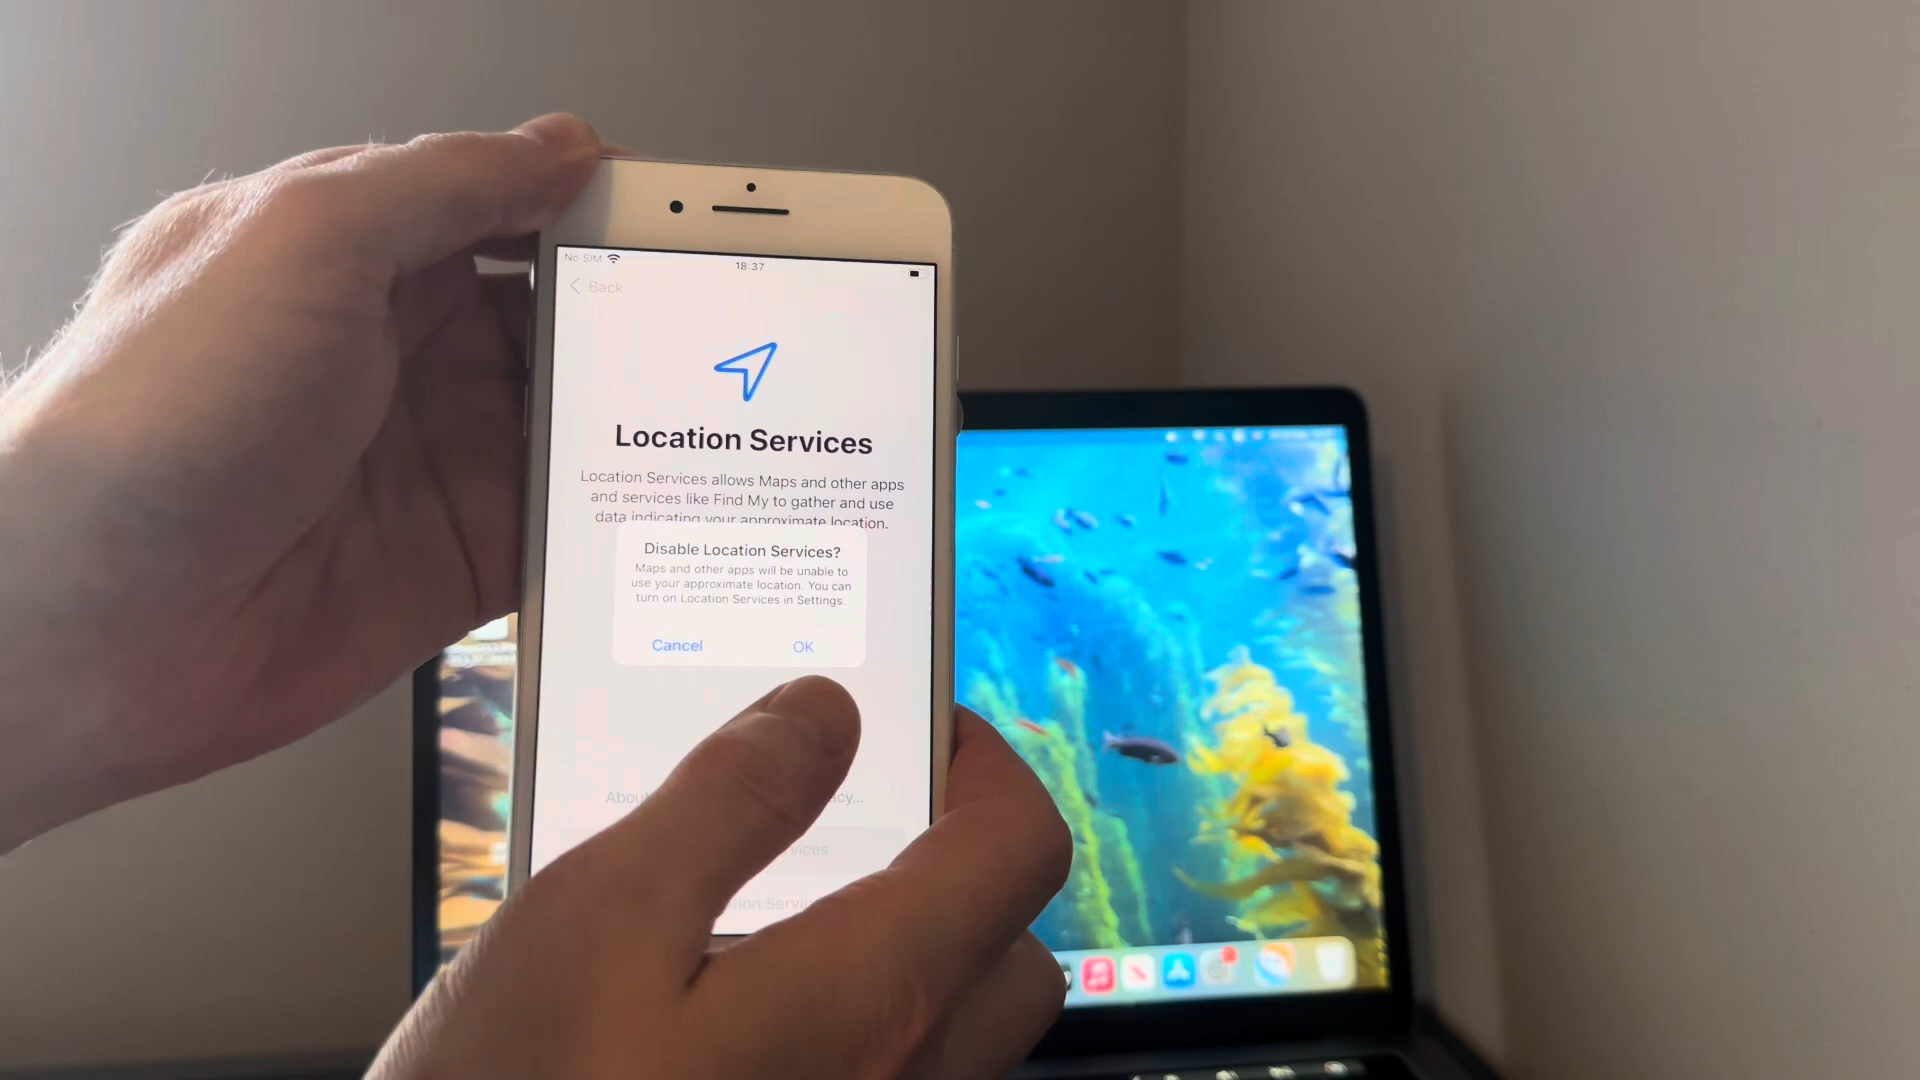 No SIM
18:37
Back
Location Services
Location Services allows Maps and other apps
and services like Find My to gather and use
data indicating your approximate location.
Disable Location Services?
Maps and other apps will be unable to
use your approximate location. You can
turn on Location Services in Settings.
Cancel OK